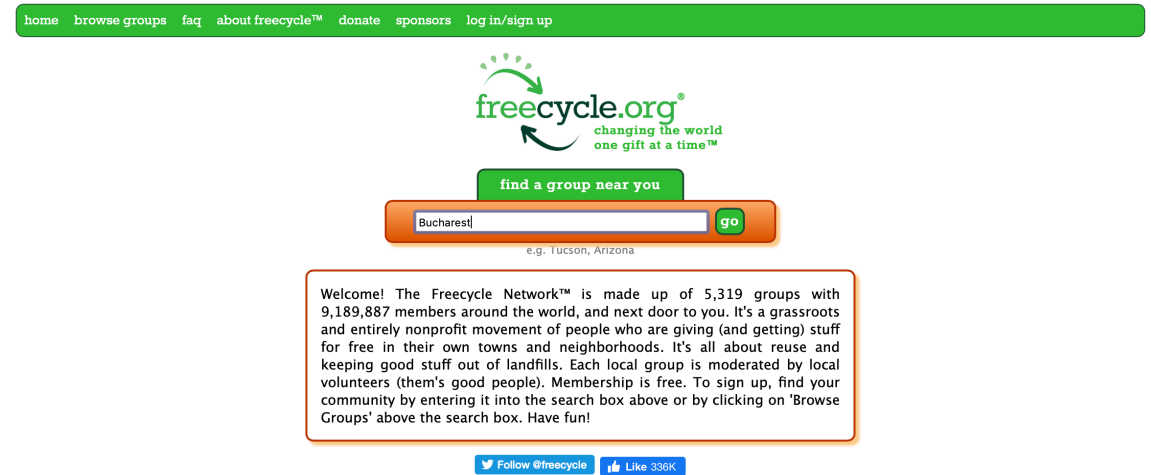 home browse groups faq about freecycle™ donate sponsors log in/sign up
freecycle.org®
changing the world
one gift at a time™
find a group near you
Bucharest go
e.g. Tucson, Arizona
Welcome! The Freecycle Network™ is made up of 5,319 groups with
9,189,887 members around the world, and next door to you. It's a grassroots
and entirely nonprofit movement of people who are giving (and getting) stuff
for free in their own towns and neighborhoods. It's all about reuse and
keeping good stuff out of landfills. Each local group is moderated by local
volunteers (them's good people). Membership is free. To sign up, find your
community by entering it into the search box above or by clicking on 'Browse
Groups' above the search box. Have fun!
Follow @freecycle Like 336K